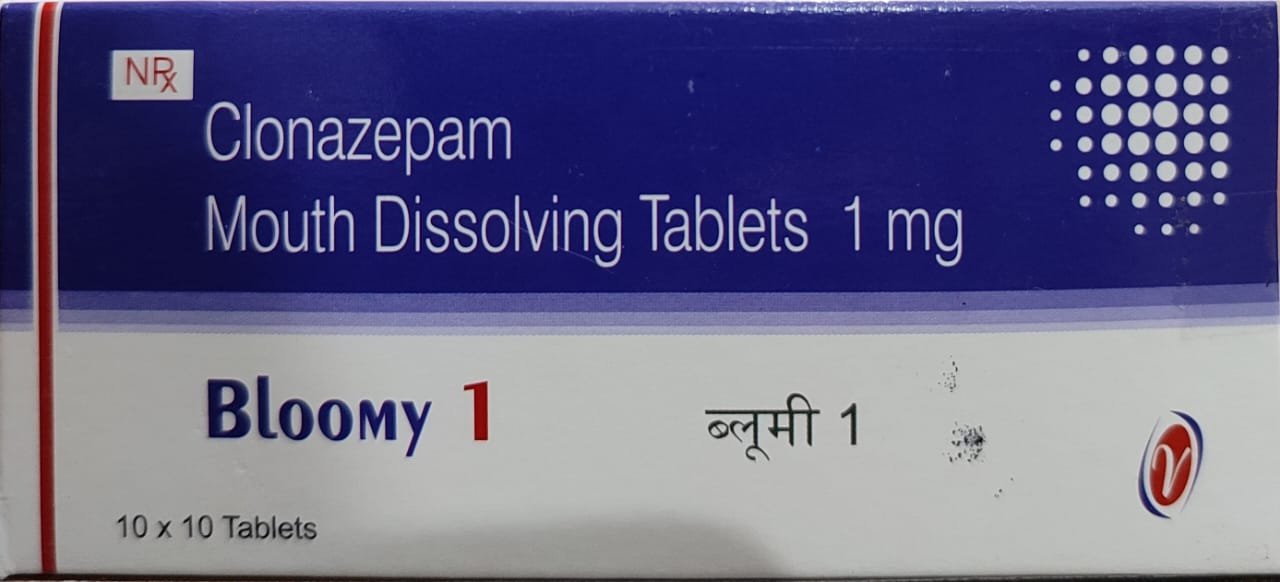 NRx
Clonazepam
Mouth Dissolving Tablets 1 mg
Bloomy 1
ब्लूमी 1
10 x 10 Tablets